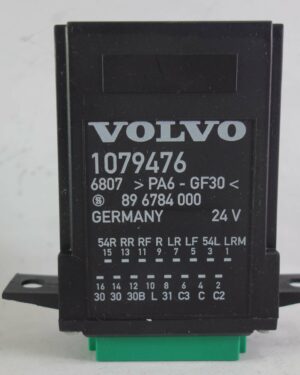 VOLVO
1079476
6807 > PA6 - GF30 <
89 6784 000
GERMANY 24 V
54R RR RF R LR LF 54L LRM
15 13 11 9 7 5 3 1
16 14 12 10 8 6 4 2
30 30 30B L 31 C3 C C2